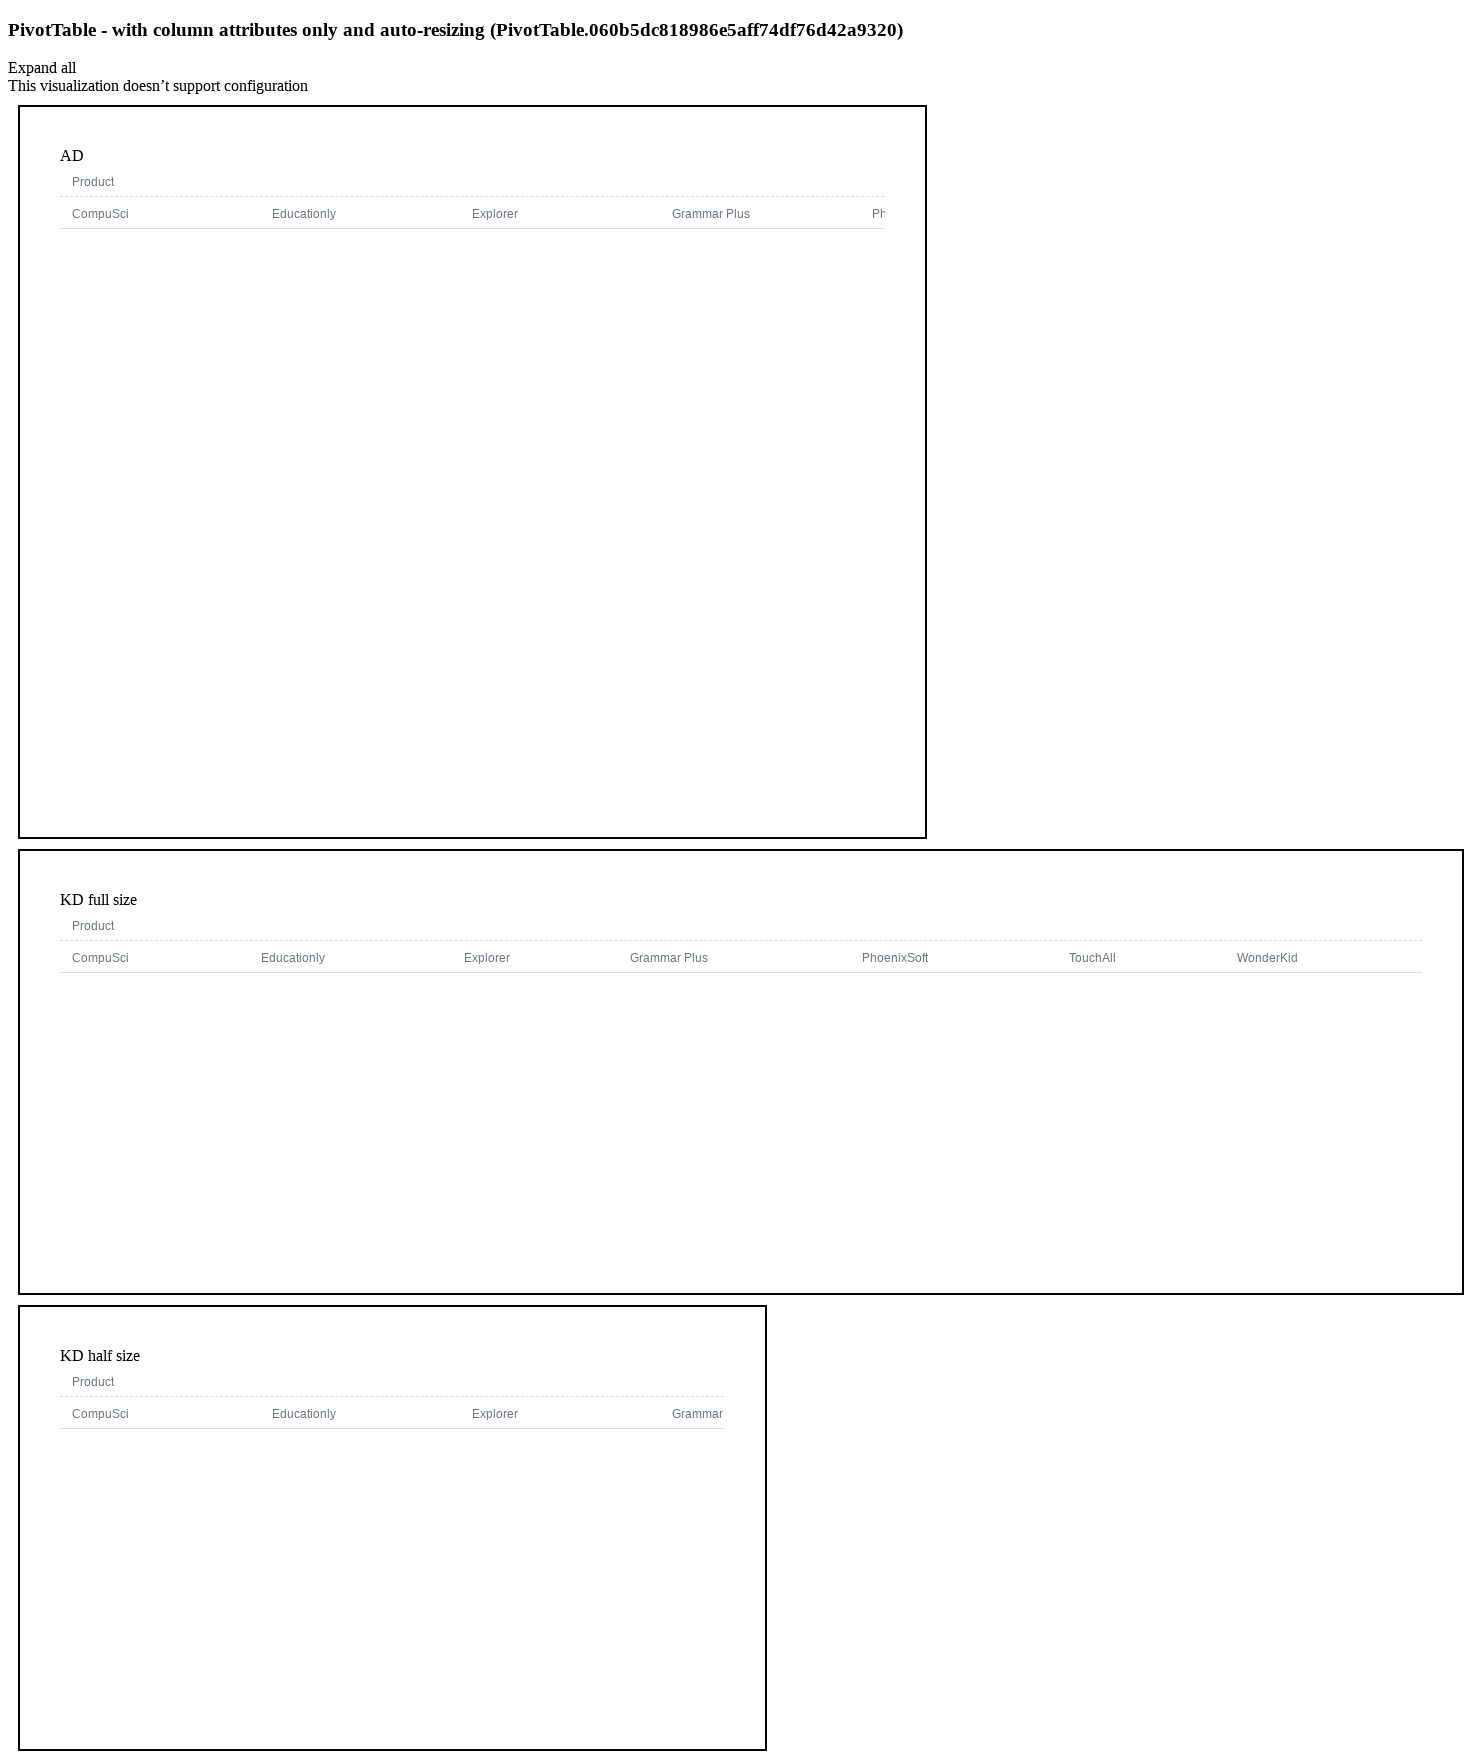 PivotTable - with column attributes only and auto-resizing (PivotTable.060b5dc818986e5aff74df76d42a9320)
Expand all
This visualization doesn’t support configuration
AD
Product
CompuSci Educationly Explorer Grammar Plus Ph
KD full size
Product
CompuSci Educationly Explorer Grammar Plus PhoenixSoft TouchAll WonderKid
KD half size
Product
CompuSci Educationly Explorer Grammar